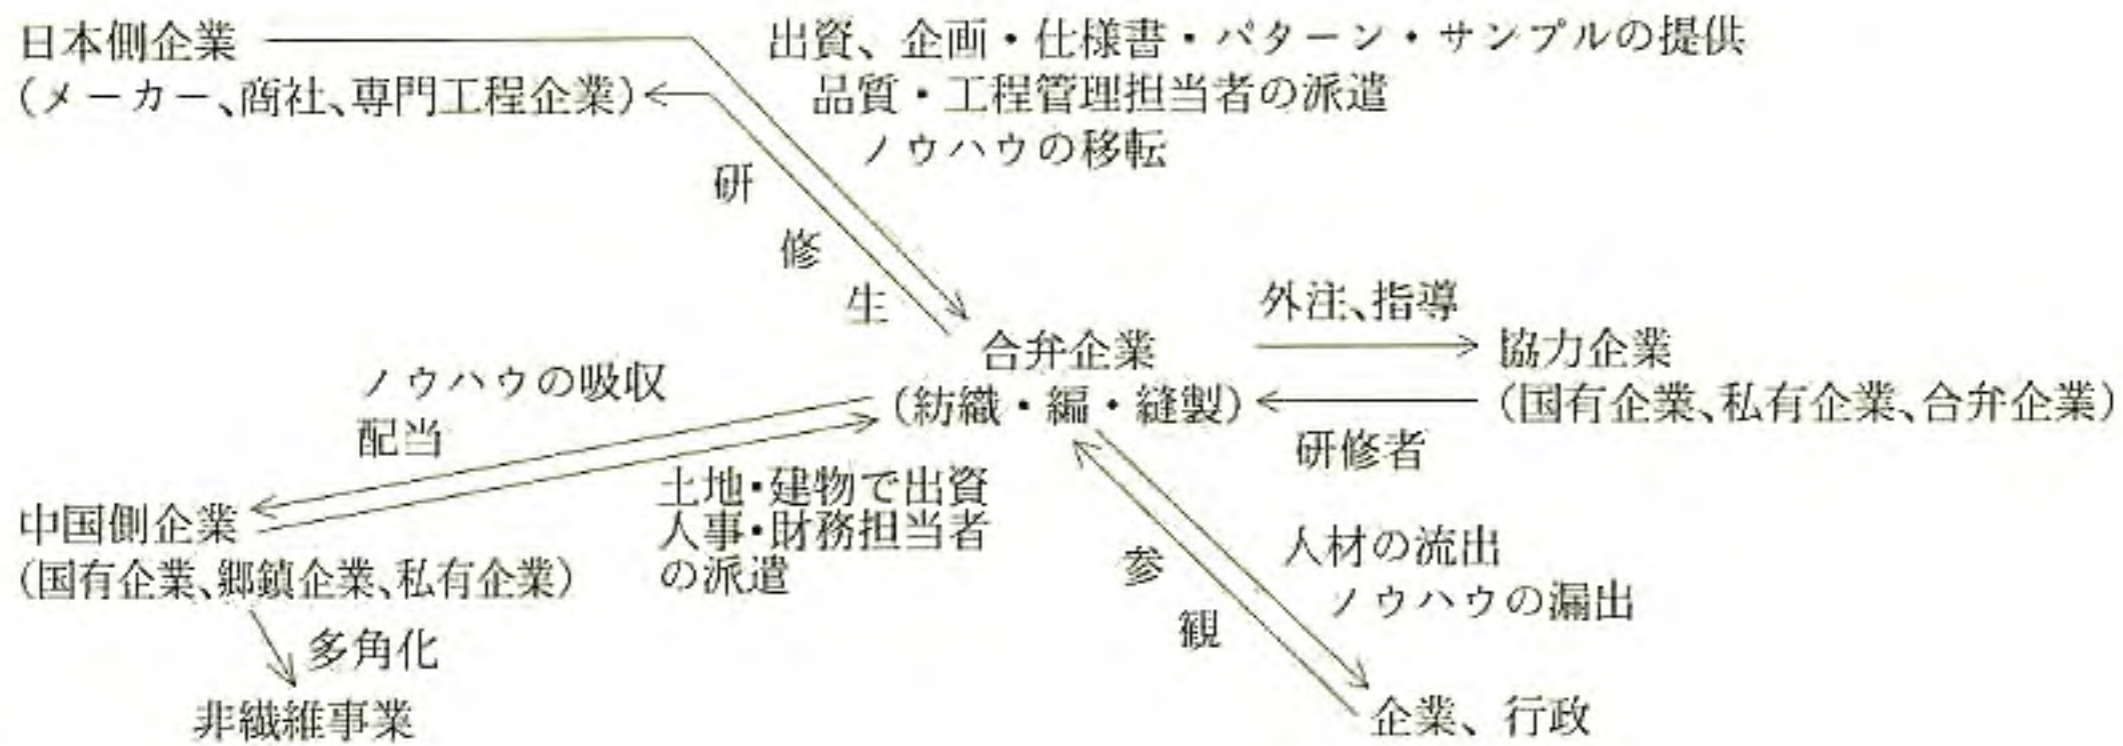 日本側企業
(メーカー、商社、専門工程企業)
出資、企画・仕様書・パターン・サンプルの提供
品質・工程管理担当者の派遣
ノウハウの移転
研修生
合弁企業
(紡織・編・縫製)
外注、指導
協力企業
(国有企業、私有企業、合弁企業)
研修者
ノウハウの吸収
配当
土地・建物で出資
人事・財務担当者
の派遣
中国側企業
(国有企業、郷鎮企業、私有企業)
多角化
非繊維事業
参観
人材の流出
ノウハウの漏出
企業、行政